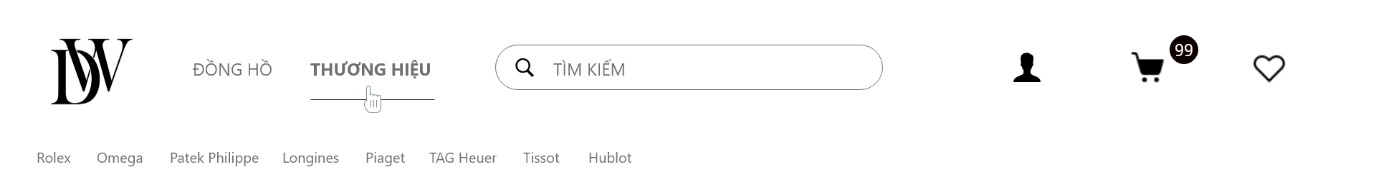 DW ĐỒNG HỒ THƯƠNG HIỆU TÌM KIẾM 99
Rolex Omega Patek Philippe Longines Piaget TAG Heuer Tissot Hublot